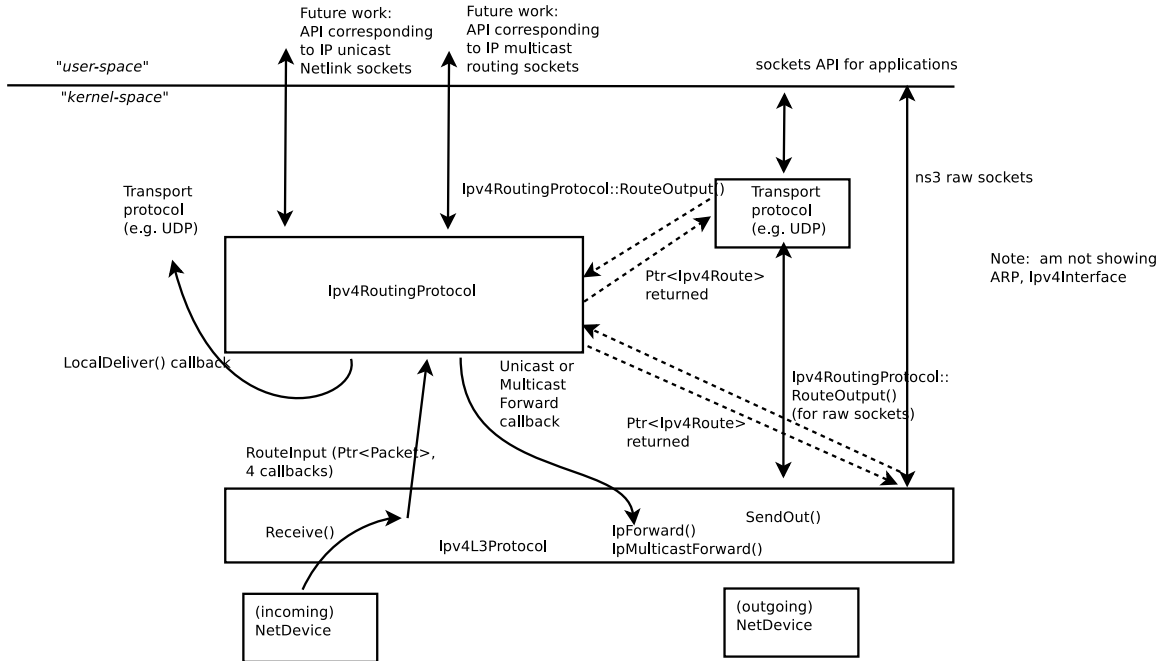 Future work:
API corresponding
to IP unicast
Netlink sockets
Future work:
API corresponding
to IP multicast
routing sockets
"user-space"
sockets API for applications
"kernel-space"
Transport
protocol
(e.g. UDP)
Ipv4RoutingProtocol::RouteOutput()
Transport
protocol
(e.g. UDP)
ns3 raw sockets
Note:  am not showing
ARP, Ipv4Interface
Ipv4RoutingProtocol
Ptr<Ipv4Route>
returned
LocalDeliver() callback
Unicast or
Multicast
Forward
callback
Ipv4RoutingProtocol::
RouteOutput()
(for raw sockets)
Ptr<Ipv4Route>
returned
RouteInput (Ptr<Packet>,
4 callbacks)
Receive()
Ipv4L3Protocol
IpForward()
IpMulticastForward()
SendOut()
(incoming)
NetDevice
(outgoing)
NetDevice